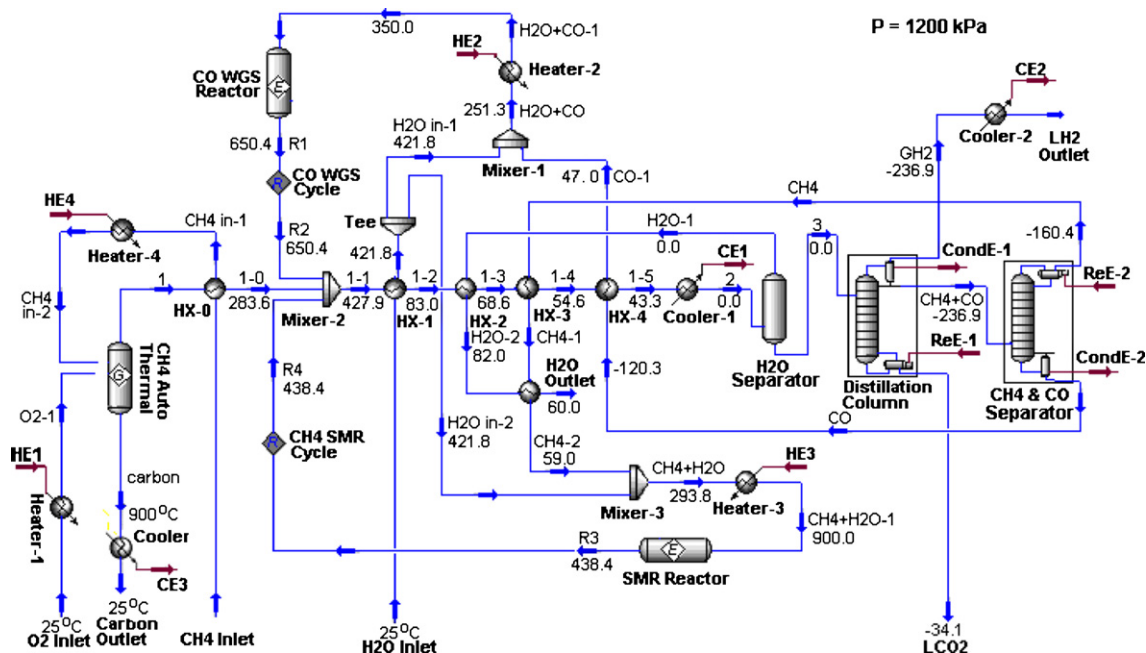 350.0
H2O+CO-1
P = 1200 kPa
HE2
Heater-2
CE2
CO WGS
Reactor
E
251.3
H2O+CO
Cooler-2
LH2
Outlet
H2O in-1
421.8
Mixer-1
GH2
-236.9
650.4
R1
CO WGS
Cycle
R
47.0
CO-1
CH4
HE4
CH4 in-1
Tee
H2O-1
0.0
3
0.0
-160.4
Heater-4
R2
650.4
421.8
CE1
CondE-1
ReE-2
CH4
in-2
1
1-0
283.6
HX-0
1-1
427.9
Mixer-2
1-2
83.0
HX-1
1-3
68.6
HX-2
1-4
54.6
HX-3
1-5
43.3
HX-4
Cooler-1
2
0.0
CH4+CO
-236.9
CH4 Auto
Thermal
G
H2O-2
82.0
CH4-1
-120.3
H2O
Separator
ReE-1
Distillation
Column
CondE-2
CH4 & CO
Separator
R4
438.4
H2O
Outlet
60.0
CO
O2-1
H2O in-2
421.8
CH4-2
59.0
R
CH4 SMR
Cycle
HE1
Heater-1
carbon
900°C
Cooler
CE3
CH4+H2O
293.8
Mixer-3
HE3
Heater-3
CH4+H2O-1
900.0
R3
438.4
E
SMR Reactor
25°C
O2 Inlet
25°C
Carbon
Outlet
CH4 Inlet
25°C
H2O Inlet
-34.1
LCO2